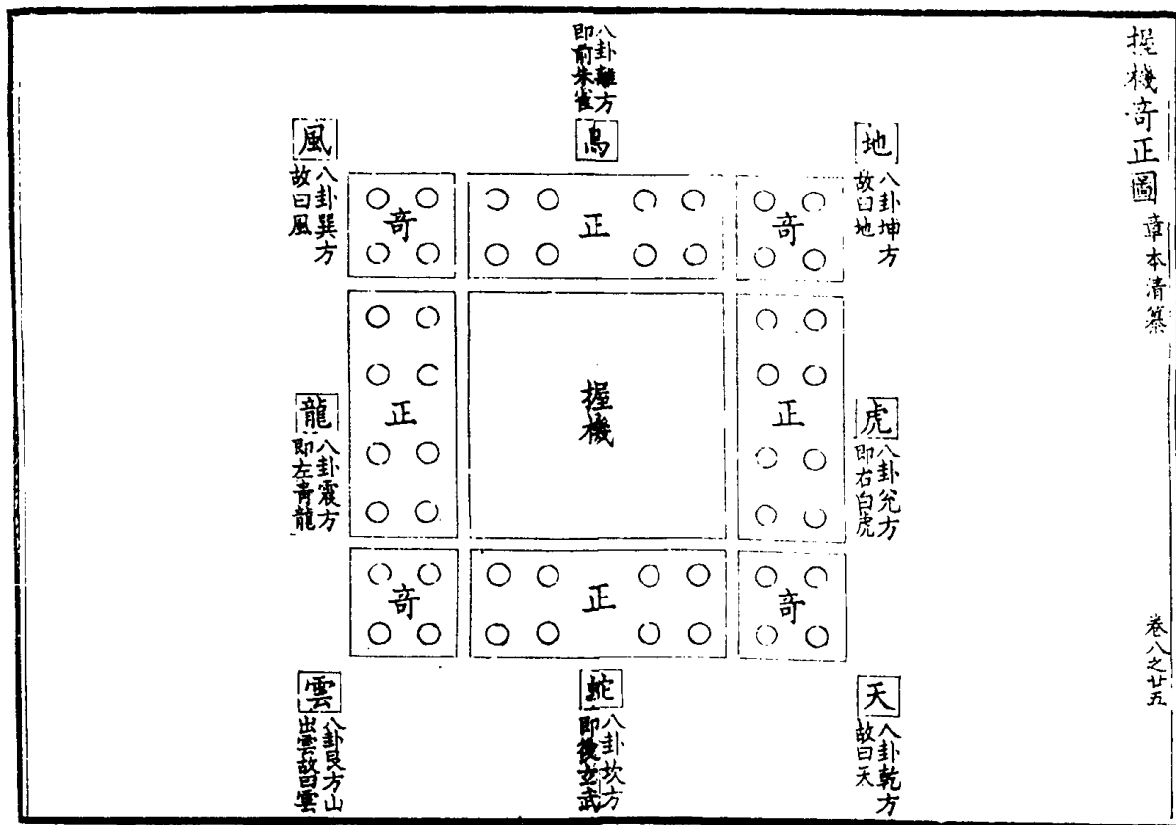 握機奇正圖 章本清纂
卷八之廿五
地
八卦坤方
故曰地
鳥
八卦離方
即前朱雀
風
八卦巽方
故曰風
奇
正
奇
虎
八卦兊方
即右白虎
正
握機
正
龍
八卦震方
即左青龍
奇
正
奇
天
八卦乾方
故曰天
蛇
八卦坎方
即後玄武
雲
八卦艮方山
出雲故曰雲